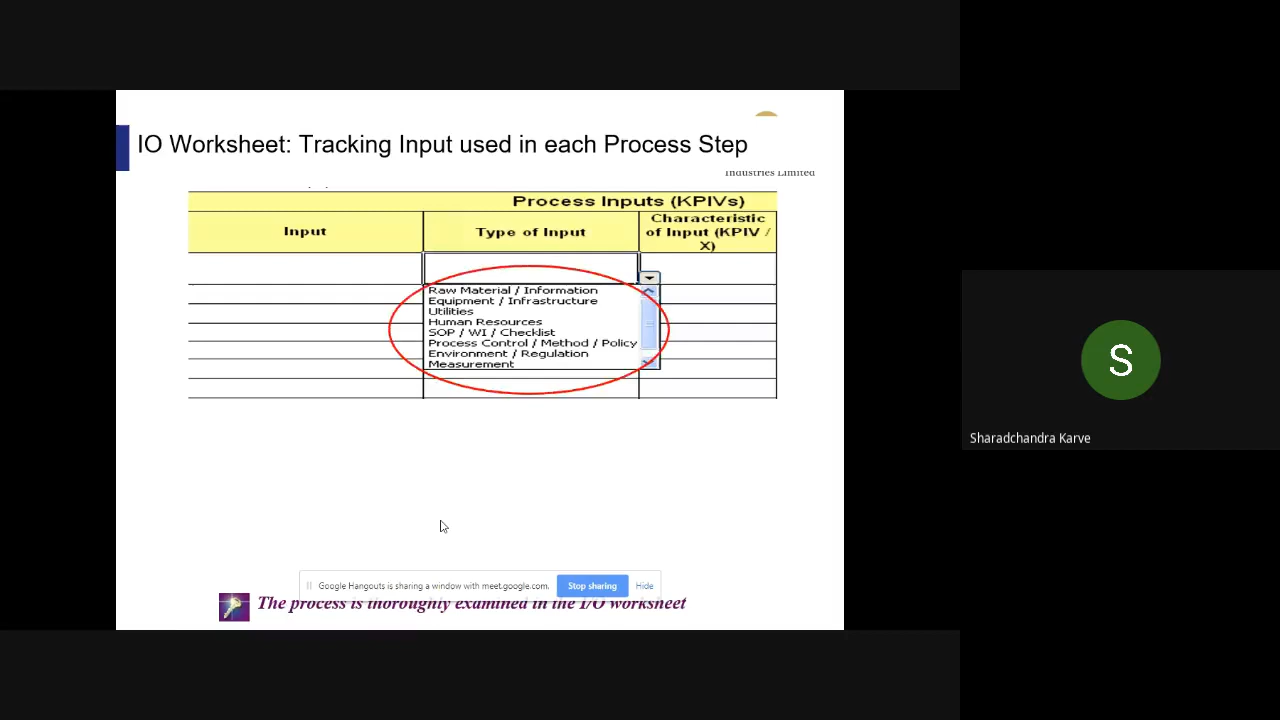 IO Worksheet: Tracking Input used in each Process Step
Industries Limited
Process Inputs (KPIVs)
Input
Type of Input
Characteristic
of Input (KPIV /
X)
Raw Material / Information
Equipment / Infrastructure
Utilities
Human Resources
SOP / WI / Checklist
Process Control / Method / Policy
Environment / Regulation
Measurement
S
Sharadchandra Karve
Google Hangouts is sharing a window with meet.google.com.
Stop sharing
Hide
The process is thoroughly examined in the I/O worksheet